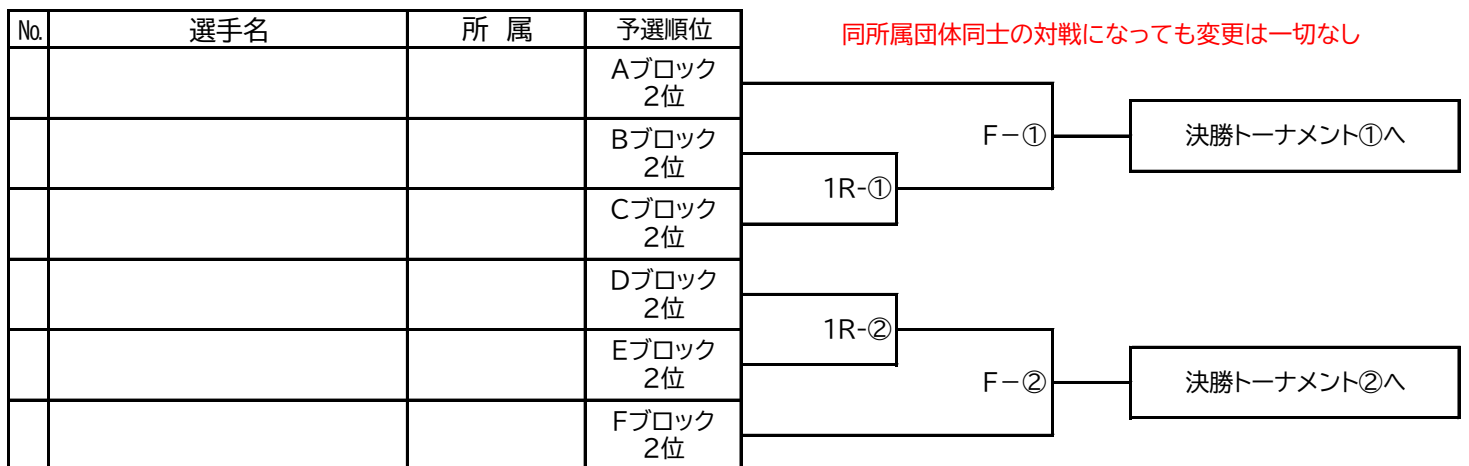 № 選手名 所 属 予選順位
同所属団体同士の対戦になっても変更は一切なし
Aブロック
2位
Bブロック
2位
Cブロック
2位
Dブロック
2位
Eブロック
2位
Fブロック
2位
1R-①
F－①
決勝トーナメント①へ
1R-②
F－②
決勝トーナメント②へ